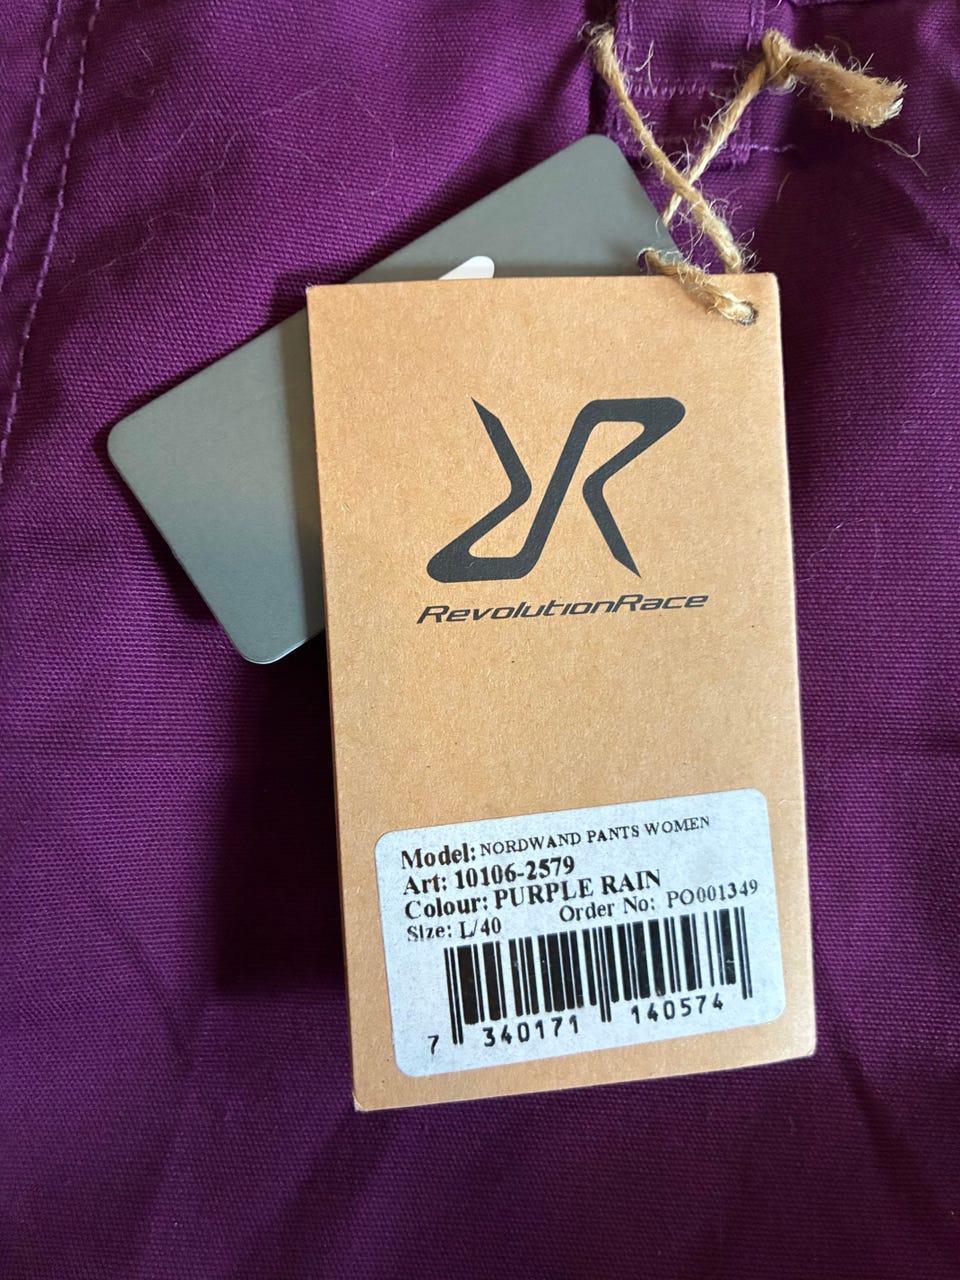 RevolutionRace
Model: NORDWAND PANTS WOMEN
Art: 10106-2579
Colour: PURPLE RAIN
Size: L/40 Order No: PO001349
7 340171 140574